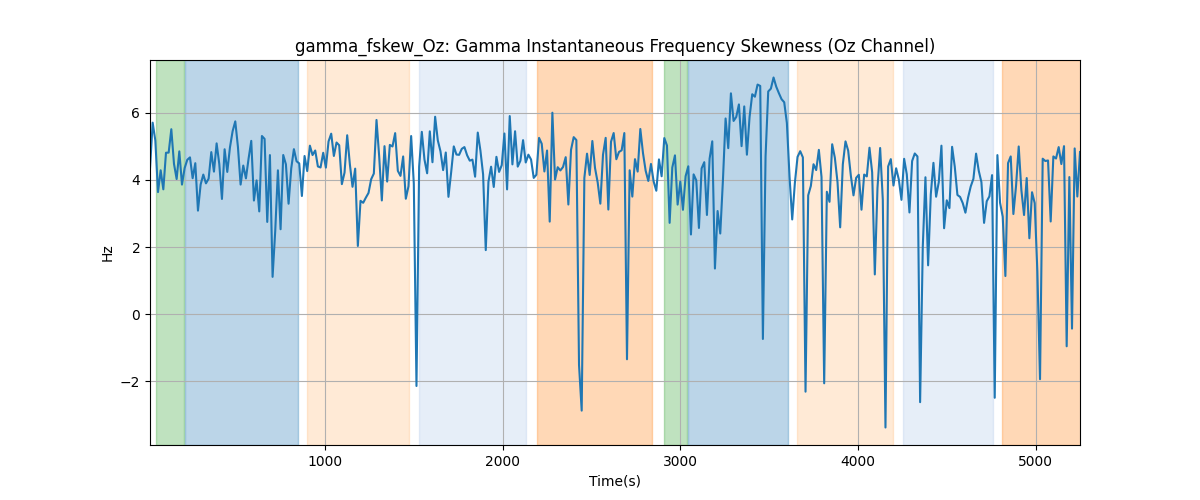 gamma_fskew_Oz: Gamma Instantaneous Frequency Skewness (Oz Channel)
6
4
2
0
−2
Hz
1000 2000 3000 4000 5000
Time(s)